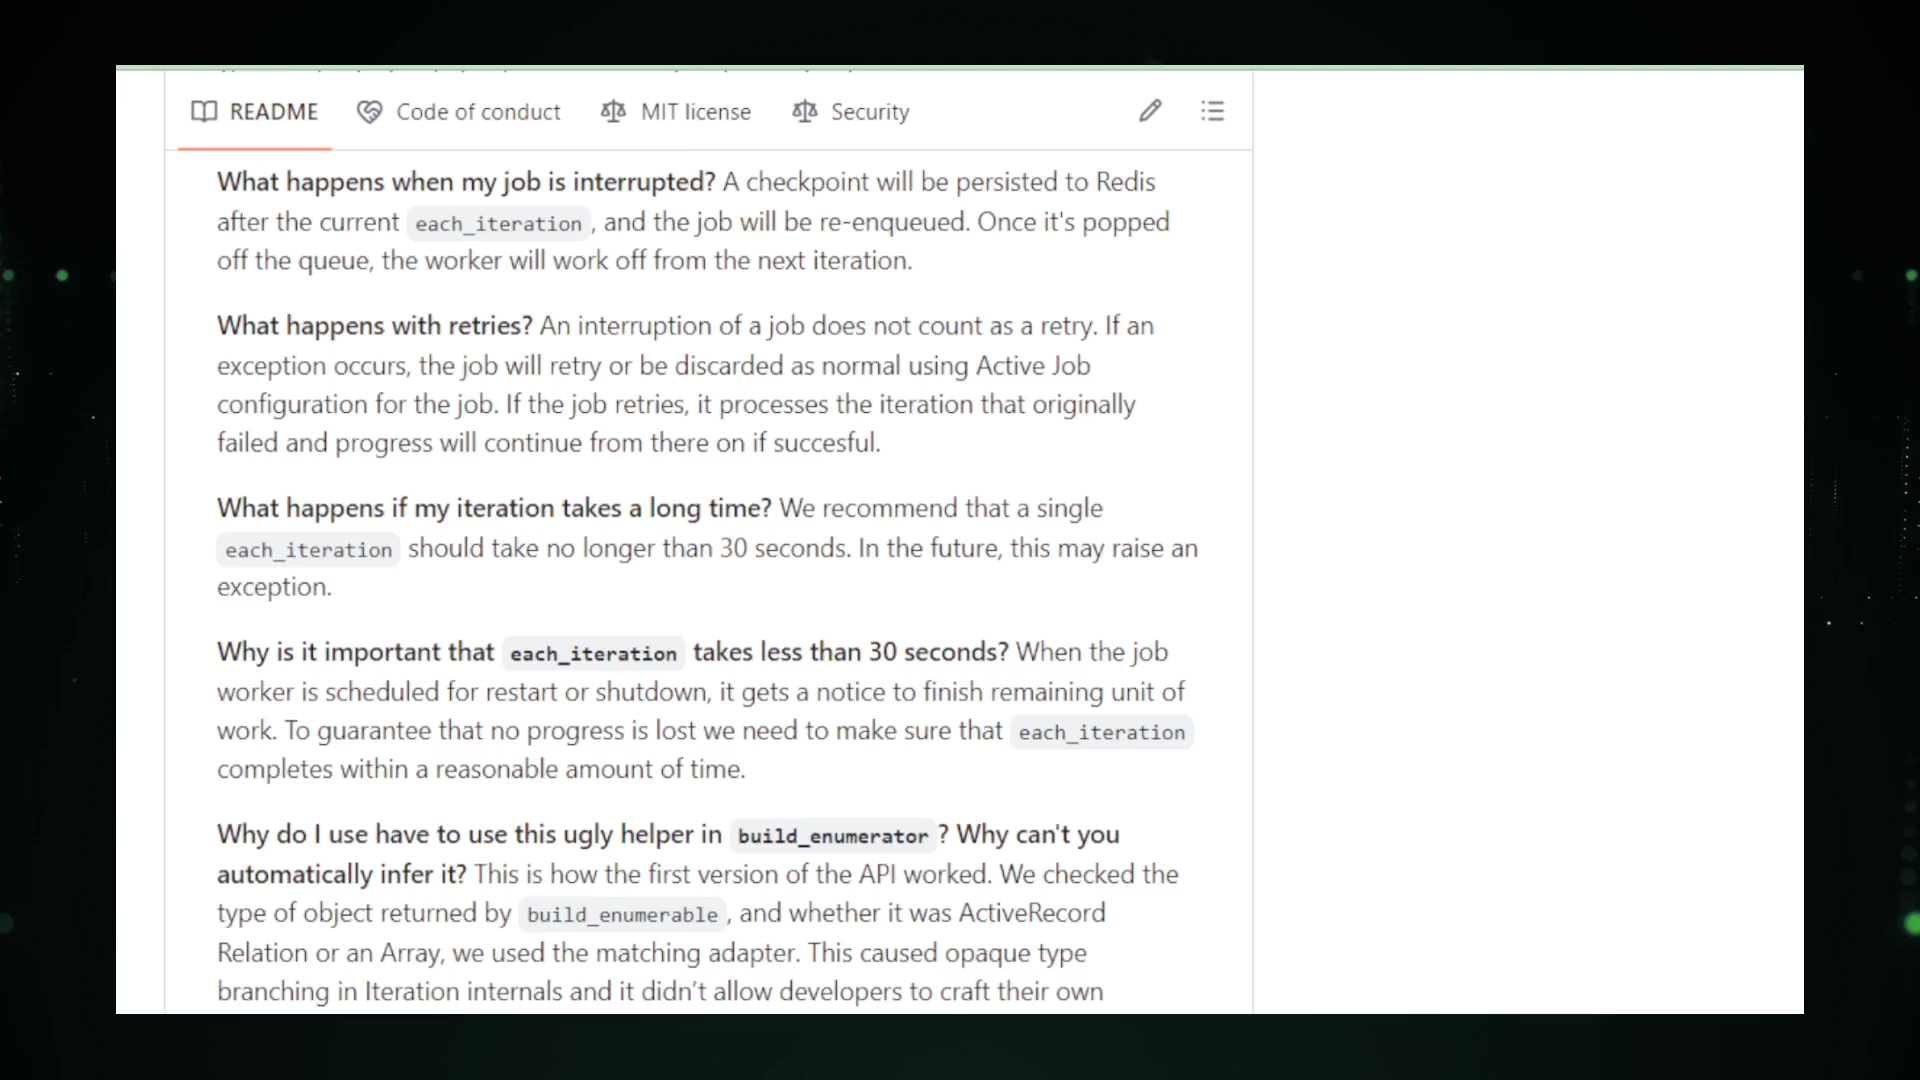 README Code of conduct MIT license Security
What happens when my job is interrupted? A checkpoint will be persisted to Redis
after the current each_iteration, and the job will be re-enqueued. Once it's popped
off the queue, the worker will work off from the next iteration.
What happens with retries? An interruption of a job does not count as a retry. If an
exception occurs, the job will retry or be discarded as normal using Active Job
configuration for the job. If the job retries, it processes the iteration that originally
failed and progress will continue from there on if succesful.
What happens if my iteration takes a long time? We recommend that a single
each_iteration should take no longer than 30 seconds. In the future, this may raise an
exception.
Why is it important that each_iteration takes less than 30 seconds? When the job
worker is scheduled for restart or shutdown, it gets a notice to finish remaining unit of
work. To guarantee that no progress is lost we need to make sure that each_iteration
completes within a reasonable amount of time.
Why do I use have to use this ugly helper in build_enumerator? Why can't you
automatically infer it? This is how the first version of the API worked. We checked the
type of object returned by build_enumerable, and whether it was ActiveRecord
Relation or an Array, we used the matching adapter. This caused opaque type
branching in Iteration internals and it didn’t allow developers to craft their own